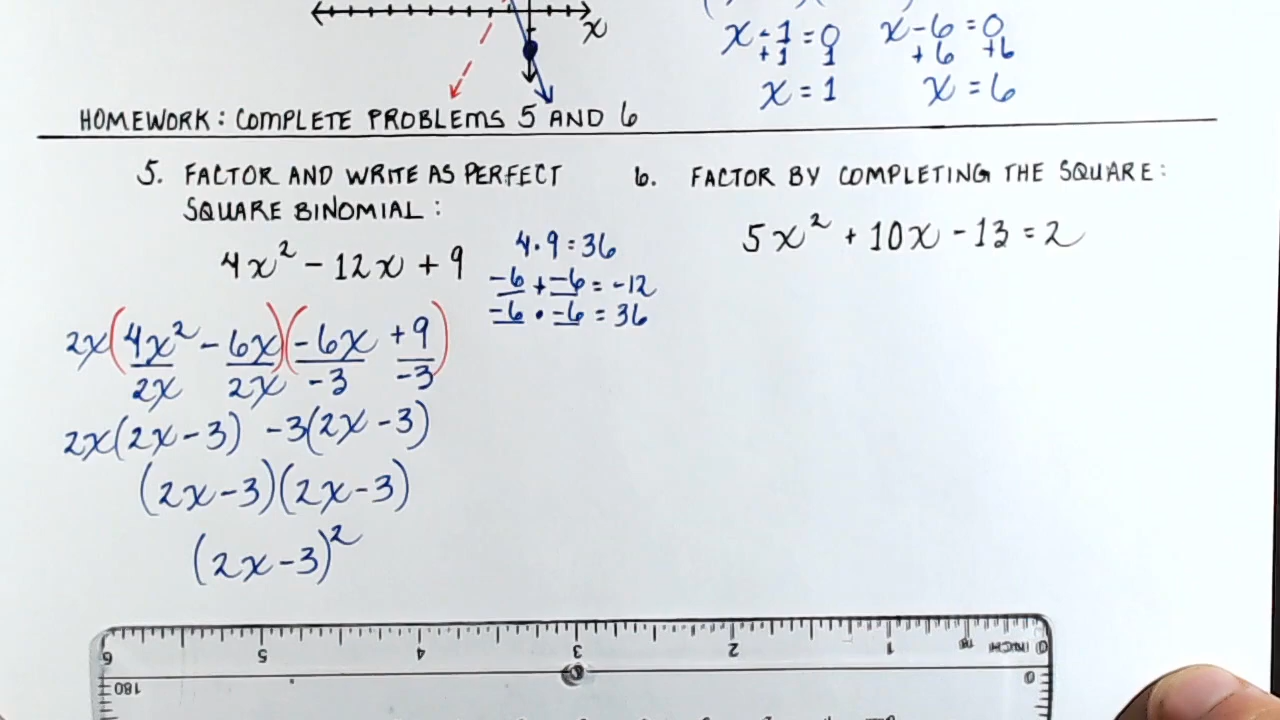 x
x - 1 = 0
+ 1 1
x = 1
x - 6 = 0
+ 6 + 6
x = 6
HOMEWORK: COMPLETE PROBLEMS 5 AND 6
5. FACTOR AND WRITE AS PERFECT
SQUARE BINOMIAL:
4x² - 12x + 9
4 · 9 = 36
-6 + -6 = -12
-6 · -6 = 36
2x(4x² - 6x)(-6x + 9)
2x 2x -3 -3
2x(2x - 3) -3(2x - 3)
(2x - 3)(2x - 3)
(2x - 3)²
6. FACTOR BY COMPLETING THE SQUARE:
5x² + 10x - 13 = 2
6 5 4 3 2 1 16 INCH 0
180 0